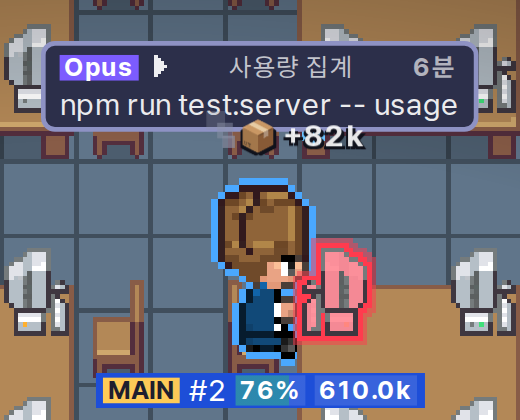 Opus 사용량 집계 6분
npm run test:server -- usage
+82k
MAIN #2 76% 610.0k